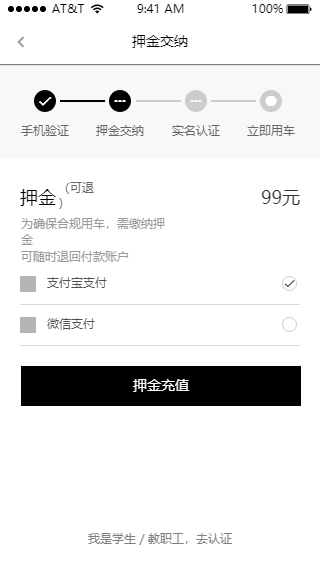 AT&T 9:41 AM 100%
押金交纳
手机验证 押金交纳 实名认证 立即用车
押金(可退) 99元
为确保合规用车，需缴纳押
金
可随时退回付款账户
支付宝支付
微信支付
押金充值
我是学生 / 教职工，去认证